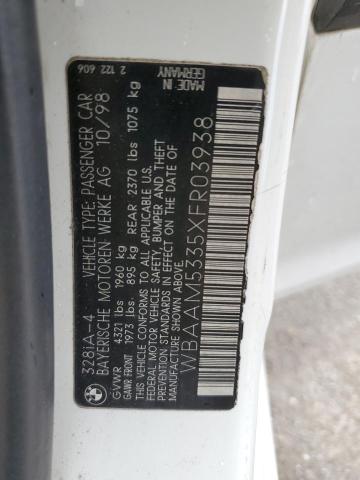 328iA-4 VEHICLE TYPE: PASSENGER CAR 2 122 606
BAYERISCHE MOTOREN WERKE AG 10/98 MADE IN GERMANY
GVWR 4321 lbs 1960 kg
GAWR FRONT 1973 lbs 895 kg REAR 2370 lbs 1075 kg
THIS VEHICLE CONFORMS TO ALL APPLICABLE U.S.
FEDERAL MOTOR VEHICLE SAFETY, BUMPER AND THEFT
PREVENTION STANDARDS IN EFFECT ON THE DATE
OF MANUFACTURE SHOWN ABOVE.
WBAAM5335XFR03938